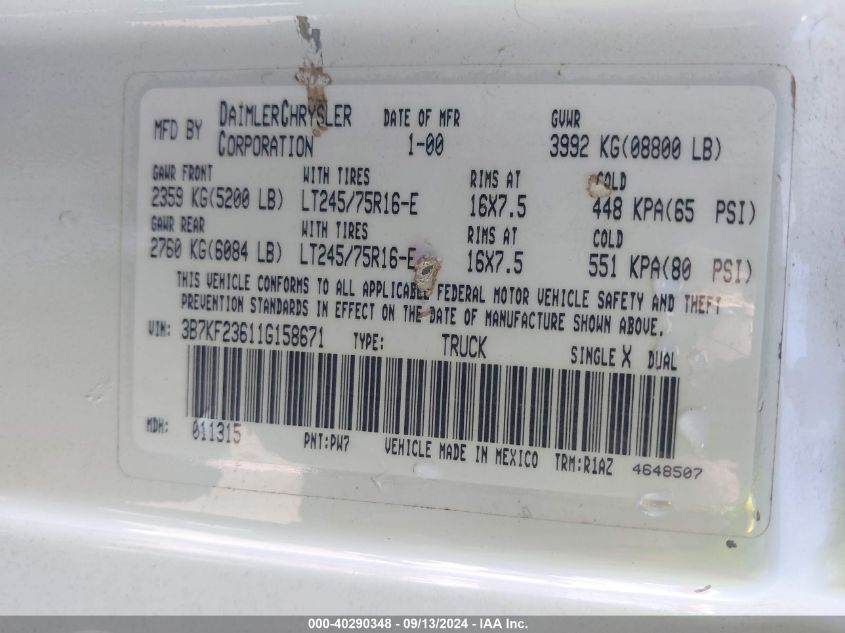 MFD BY DAIMLERCHRYSLER CORPORATION DATE OF MFR 1-00 GVWR 3992 KG(08800 LB)
GAWR FRONT WITH TIRES RIMS AT COLD
2359 KG(5200 LB) LT245/75R16-E 16X7.5 448 KPA(65 PSI)
GAWR REAR WITH TIRES RIMS AT COLD
2760 KG(6084 LB) LT245/75R16-E 16X7.5 551 KPA(80 PSI)
THIS VEHICLE CONFORMS TO ALL APPLICABLE FEDERAL MOTOR VEHICLE SAFETY AND THEFT
PREVENTION STANDARDS IN EFFECT ON THE DATE OF MANUFACTURE SHOWN ABOVE.
VIN: 3B7KF23611G158671 TYPE: TRUCK SINGLE X DUAL
MDH: 011315 PNT:PW7 VEHICLE MADE IN MEXICO TRM:R1AZ 4648507
000-40290348 - 09/13/2024 - IAA Inc.